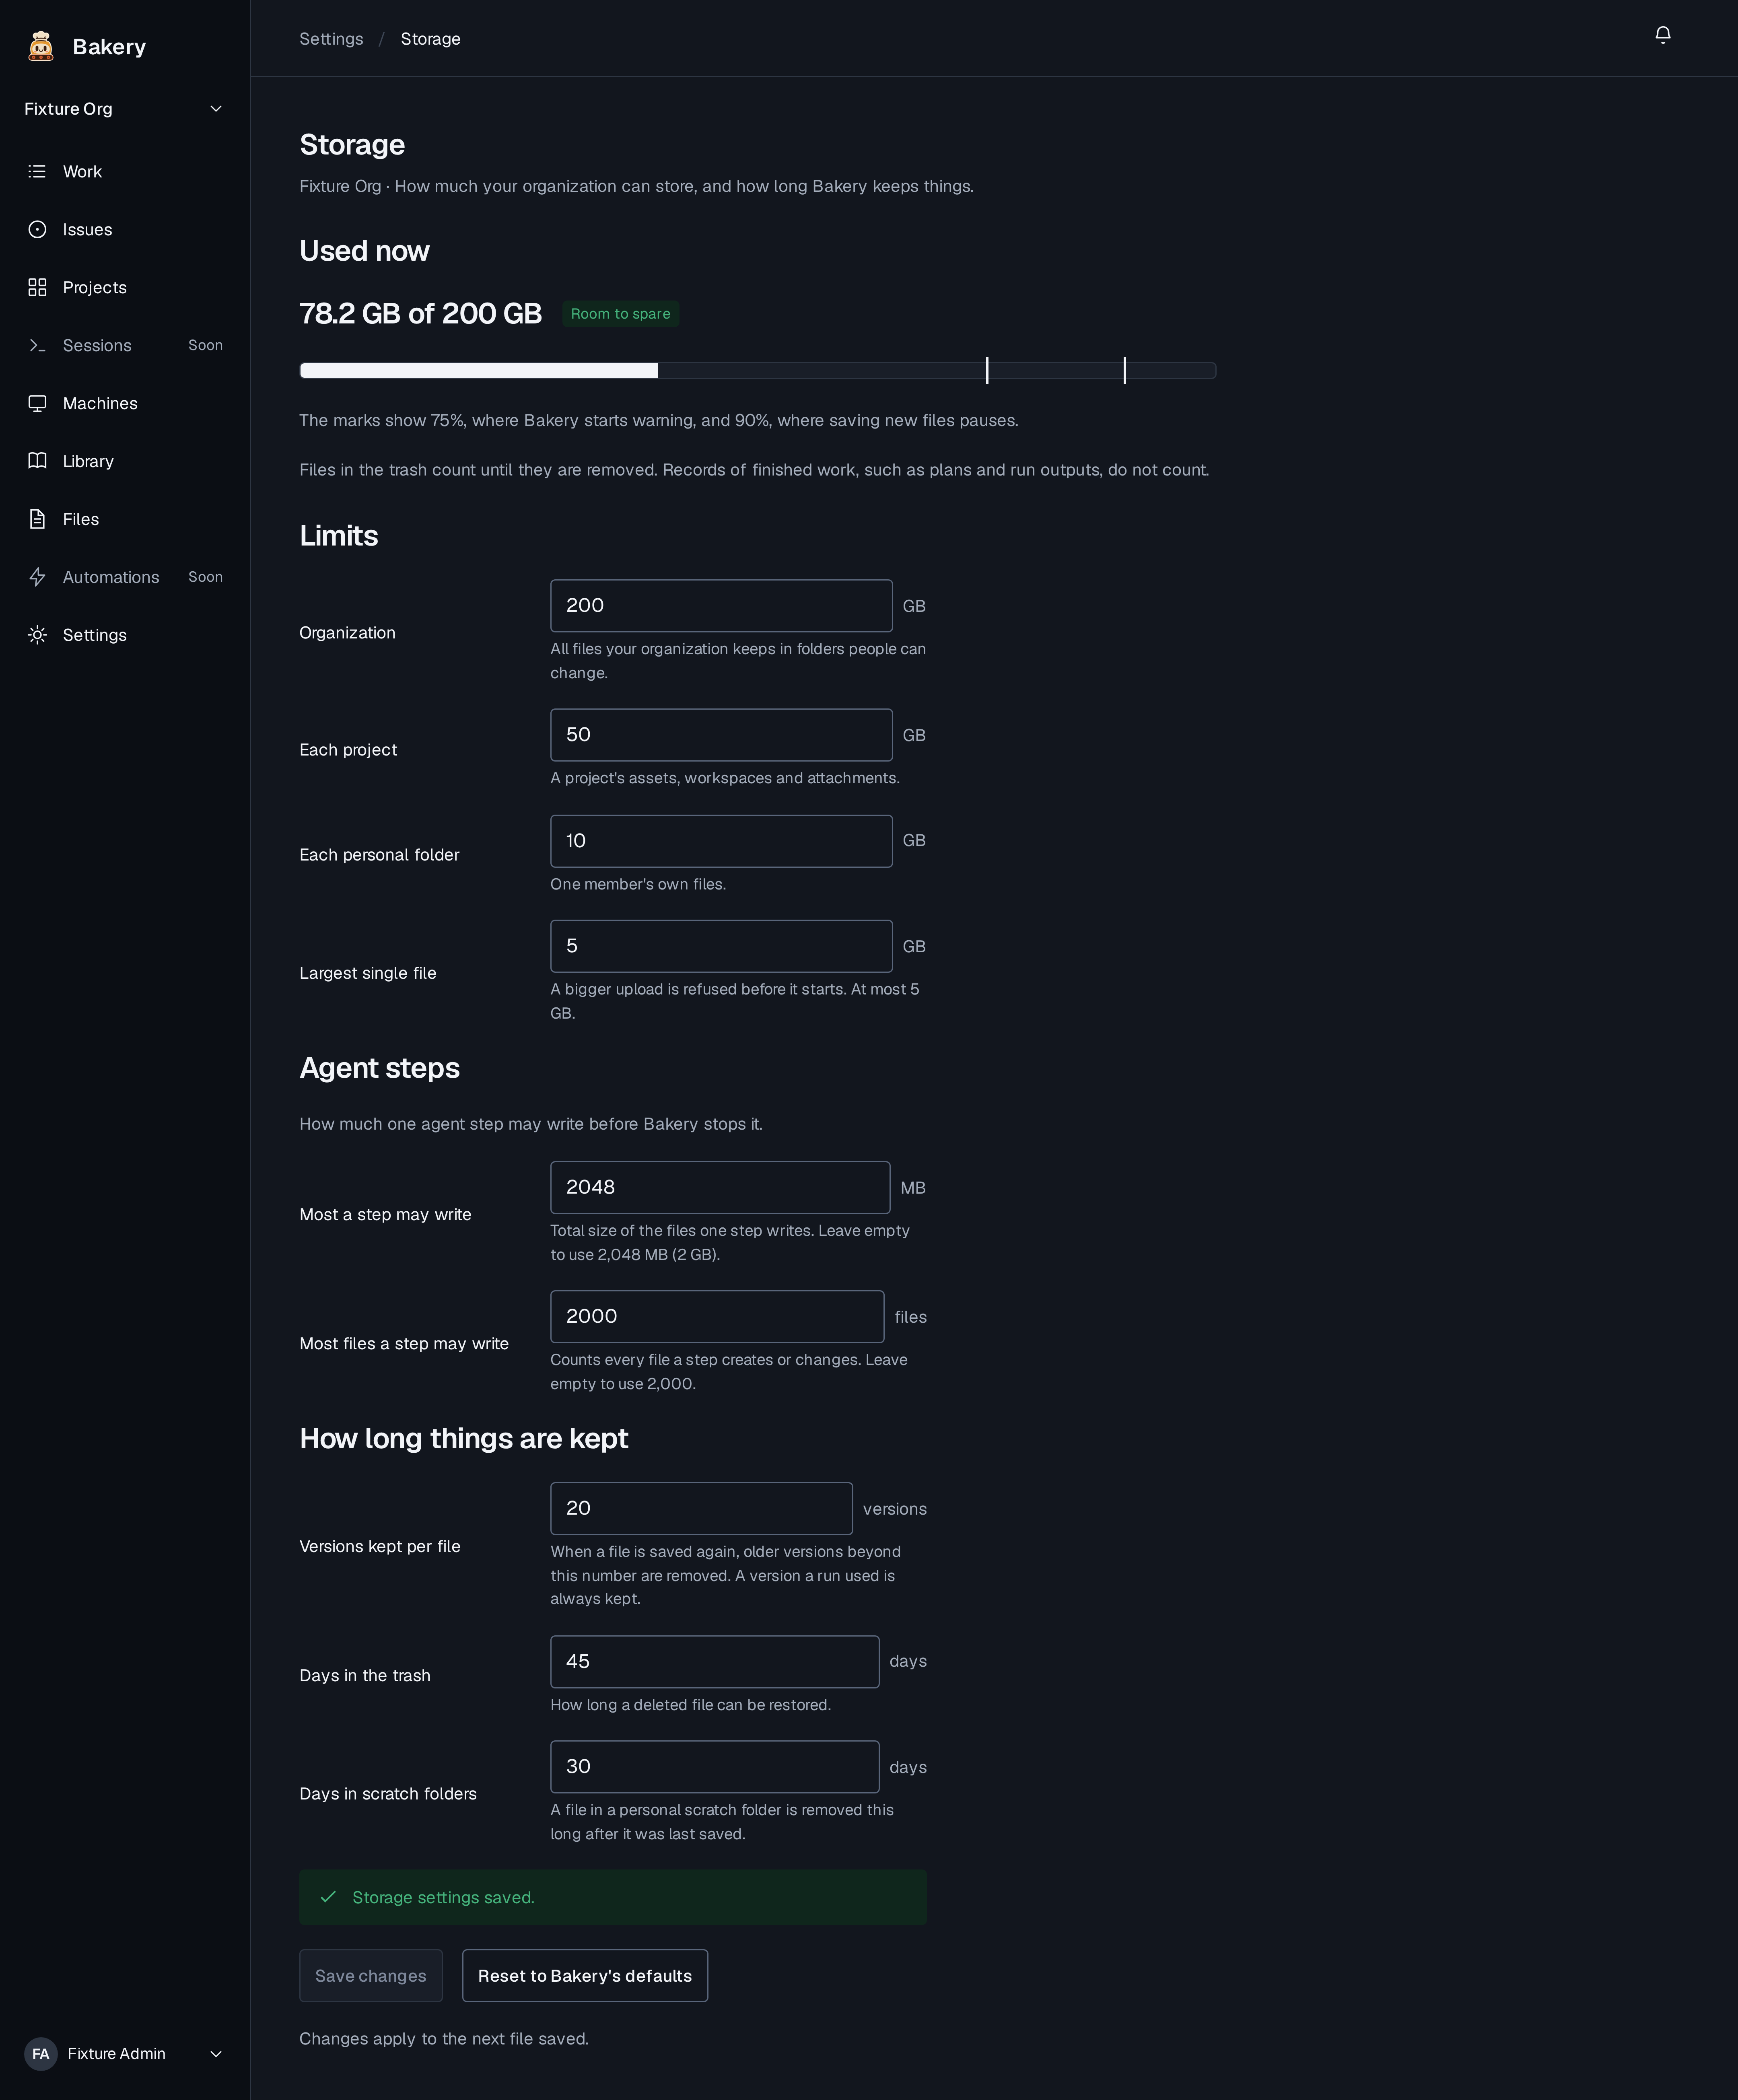 Bakery
Fixture Org
Work
Issues
Projects
Sessions Soon
Machines
Library
Files
Automations Soon
Settings
FA Fixture Admin
Settings / Storage
Storage
Fixture Org · How much your organization can store, and how long Bakery keeps things.
Used now
78.2 GB of 200 GB Room to spare
The marks show 75%, where Bakery starts warning, and 90%, where saving new files pauses.
Files in the trash count until they are removed. Records of finished work, such as plans and run outputs, do not count.
Limits
Organization
200 GB
All files your organization keeps in folders people can
change.
Each project
50 GB
A project's assets, workspaces and attachments.
Each personal folder
10 GB
One member's own files.
Largest single file
5 GB
A bigger upload is refused before it starts. At most 5
GB.
Agent steps
How much one agent step may write before Bakery stops it.
Most a step may write
2048 MB
Total size of the files one step writes. Leave empty
to use 2,048 MB (2 GB).
Most files a step may write
2000 files
Counts every file a step creates or changes. Leave
empty to use 2,000.
How long things are kept
Versions kept per file
20 versions
When a file is saved again, older versions beyond
this number are removed. A version a run used is
always kept.
Days in the trash
45 days
How long a deleted file can be restored.
Days in scratch folders
30 days
A file in a personal scratch folder is removed this
long after it was last saved.
Storage settings saved.
Save changes Reset to Bakery's defaults
Changes apply to the next file saved.